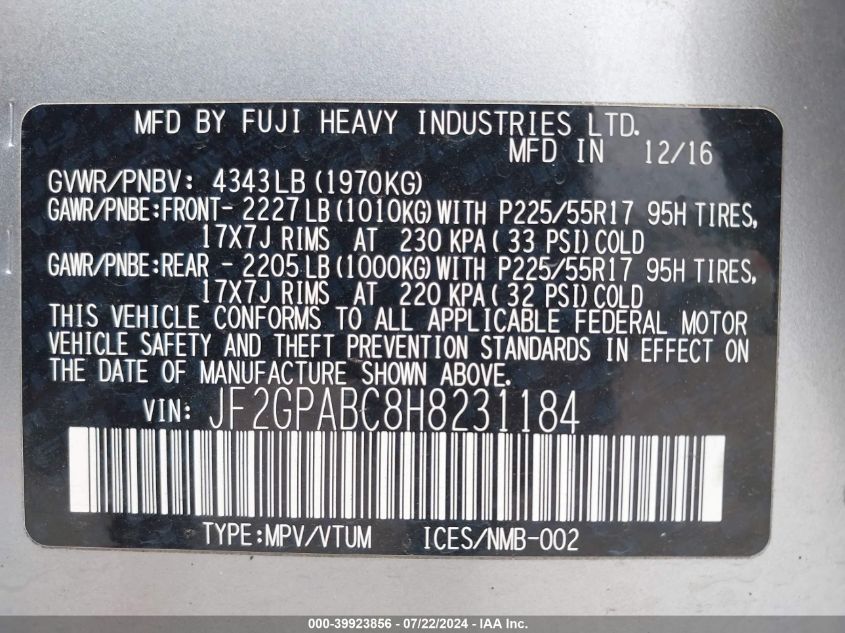 MFD BY FUJI HEAVY INDUSTRIES LTD.
MFD IN 12/16
GVWR/PNBV: 4343LB (1970KG)
GAWR/PNBE:FRONT- 2227LB(1010KG)WITH P225/55R17 95H TIRES,
17X7J RIMS AT 230 KPA( 33 PSI)COLD
GAWR/PNBE:REAR - 2205LB(1000KG)WITH P225/55R17 95H TIRES,
17X7J RIMS AT 220 KPA( 32 PSI)COLD
THIS VEHICLE CONFORMS TO ALL APPLICABLE FEDERAL MOTOR
VEHICLE SAFETY AND THEFT PREVENTION STANDARDS IN EFFECT ON
THE DATE OF MANUFACTURE SHOWN ABOVE.
VIN: JF2GPABC8H8231184
TYPE:MPV/VTUM ICES/NMB-002
000-39923856 - 07/22/2024 - IAA Inc.